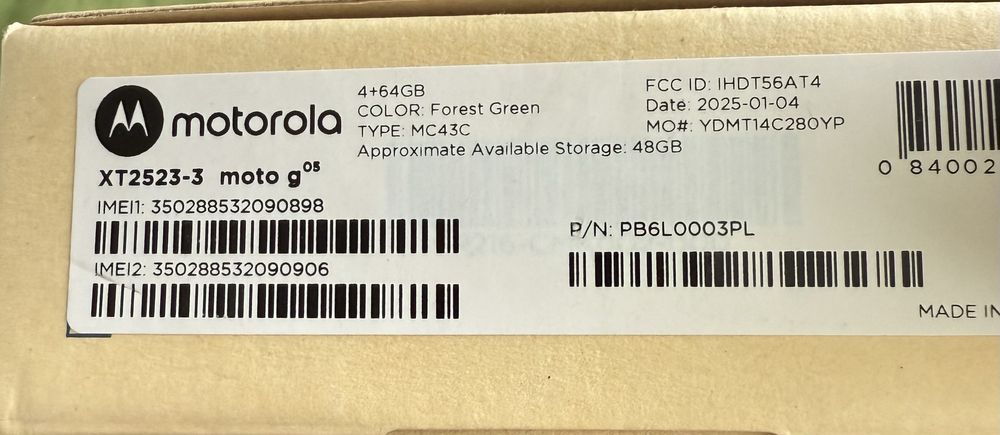 motorola
XT2523-3 moto g05
IMEI1: 350288532090898
IMEI2: 350288532090906
4+64GB
COLOR: Forest Green
TYPE: MC43C
Approximate Available Storage: 48GB
FCC ID: IHDT56AT4
Date: 2025-01-04
MO#: YDMT14C280YP
P/N: PB6L0003PL
0 84002
MADE IN